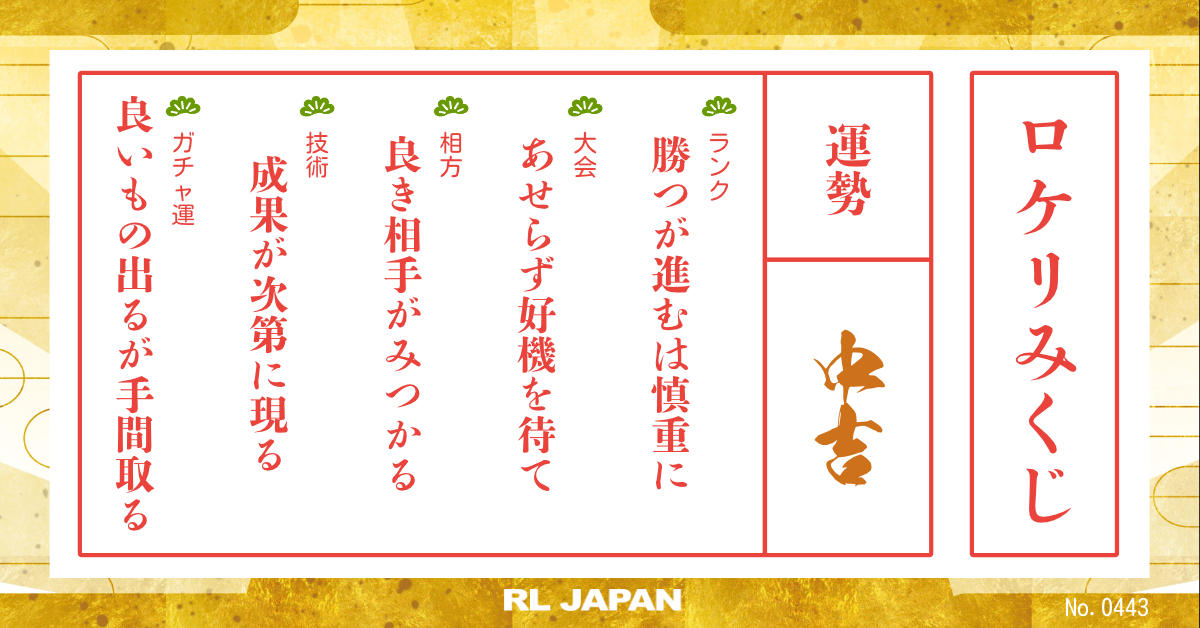 ロケリみくじ
運勢
中吉
ランク
勝つが進むは慎重に
大会
あせらず好機を待て
相方
良き相手がみつかる
技術
成果が次第に現る
ガチャ運
良いもの出るが手間取る
RL JAPAN
No. 0443